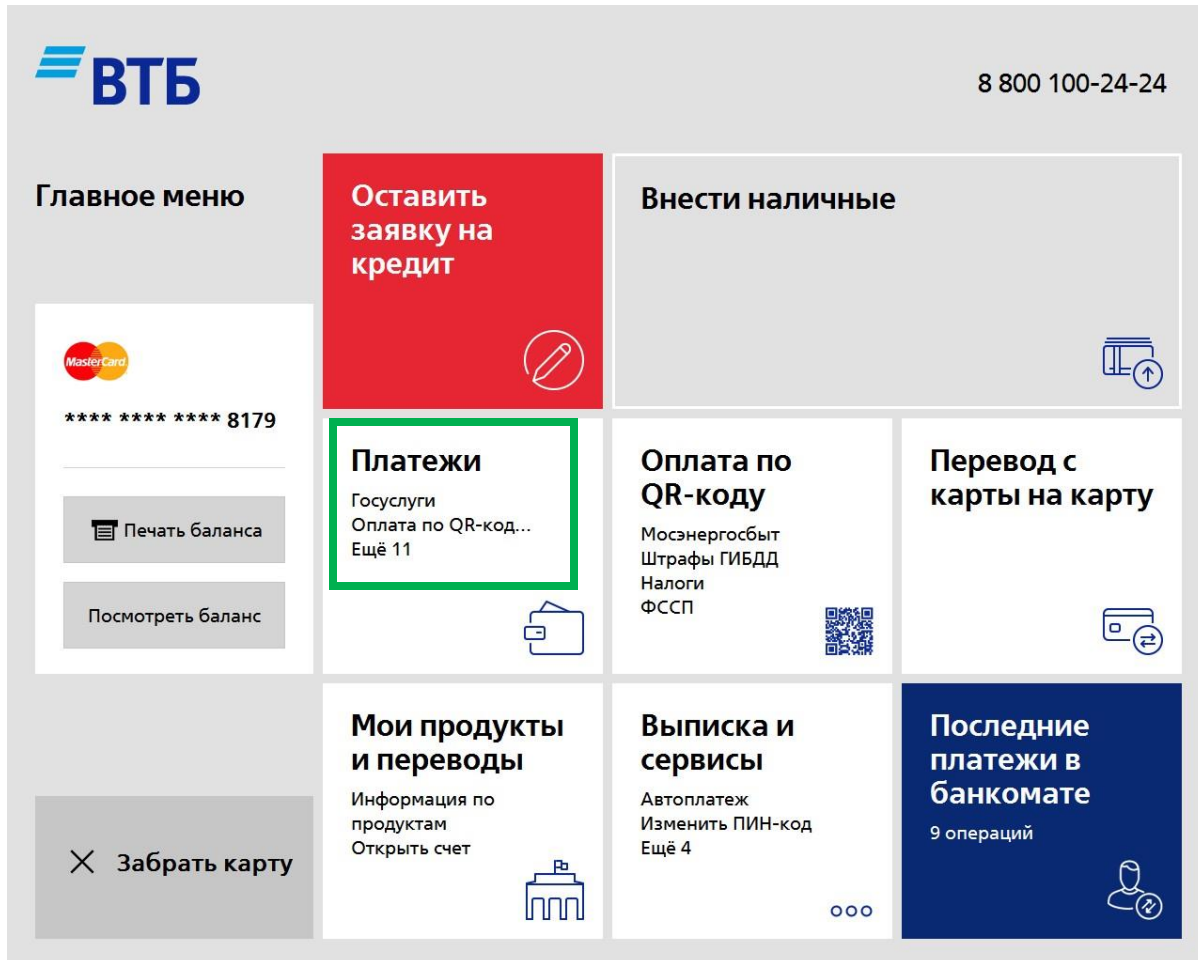 ВТБ
8 800 100-24-24
Главное меню
Оставить
заявку на
кредит
Внести наличные
MasterCard
**** **** **** 8179
Печать баланса
Посмотреть баланс
Платежи
Госуслуги
Оплата по QR-код...
Ещё 11
Оплата по
QR-коду
Мосэнергосбыт
Штрафы ГИБДД
Налоги
ФССП
Перевод с
карты на карту
Мои продукты
и переводы
Информация по
продуктам
Открыть счет
Выписка и
сервисы
Автоплатеж
Изменить ПИН-код
Ещё 4
Последние
платежи в
банкомате
9 операций
Забрать карту